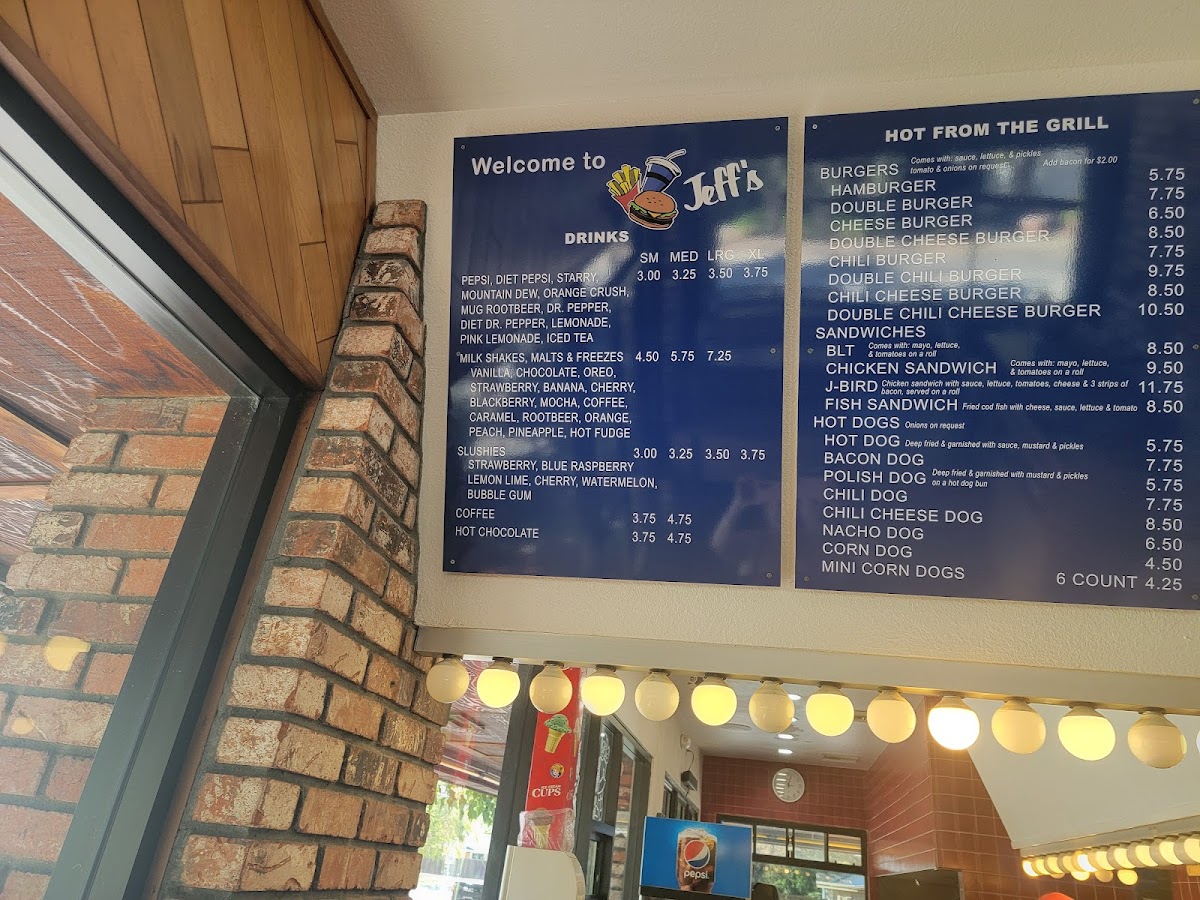 Welcome to
Jeff's
DRINKS
SM MED LRG XL
PEPSI, DIET PEPSI, STARRY, 3.00 3.25 3.50 3.75
MOUNTAIN DEW, ORANGE CRUSH,
MUG ROOTBEER, DR. PEPPER,
DIET DR. PEPPER, LEMONADE,
PINK LEMONADE, ICED TEA
MILK SHAKES, MALTS & FREEZES 4.50 5.75 7.25
VANILLA, CHOCOLATE, OREO,
STRAWBERRY, BANANA, CHERRY,
BLACKBERRY, MOCHA, COFFEE,
CARAMEL, ROOTBEER, ORANGE,
PEACH, PINEAPPLE, HOT FUDGE
SLUSHIES 3.00 3.25 3.50 3.75
STRAWBERRY, BLUE RASPBERRY
LEMON LIME, CHERRY, WATERMELON,
BUBBLE GUM
COFFEE 3.75 4.75
HOT CHOCOLATE 3.75 4.75
HOT FROM THE GRILL
BURGERS Comes with: sauce, lettuce, & pickles
tomato & onions on request Add bacon for $2.00
HAMBURGER 5.75
DOUBLE BURGER 7.75
CHEESE BURGER 6.50
DOUBLE CHEESE BURGER 8.50
CHILI BURGER 7.75
DOUBLE CHILI BURGER 9.75
CHILI CHEESE BURGER 8.50
DOUBLE CHILI CHEESE BURGER 10.50
SANDWICHES
BLT Comes with: mayo, lettuce,
& tomatoes on a roll 8.50
CHICKEN SANDWICH Comes with: mayo, lettuce,
& tomatoes on a roll 9.50
J-BIRD Chicken sandwich with sauce, lettuce, tomatoes, cheese & 3 strips of
bacon, served on a roll 11.75
FISH SANDWICH Fried cod fish with cheese, sauce, lettuce & tomato 8.50
HOT DOGS Onions on request
HOT DOG Deep fried & garnished with sauce, mustard & pickles 5.75
BACON DOG 7.75
POLISH DOG Deep fried & garnished with mustard & pickles
on a hot dog bun 5.75
CHILI DOG 7.75
CHILI CHEESE DOG 8.50
NACHO DOG 6.50
CORN DOG 4.50
MINI CORN DOGS 6 COUNT 4.25
CUPS
pepsi